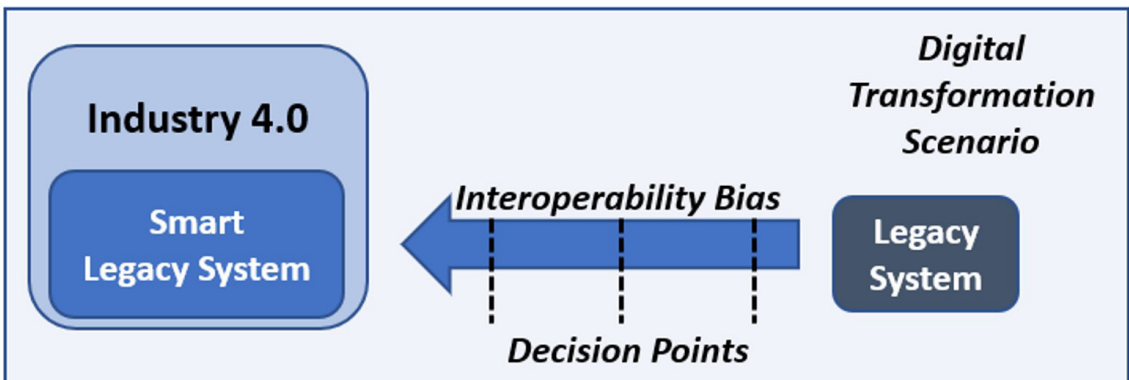 Industry 4.0
Smart
Legacy System
Interoperability Bias
Decision Points
Digital
Transformation
Scenario
Legacy
System